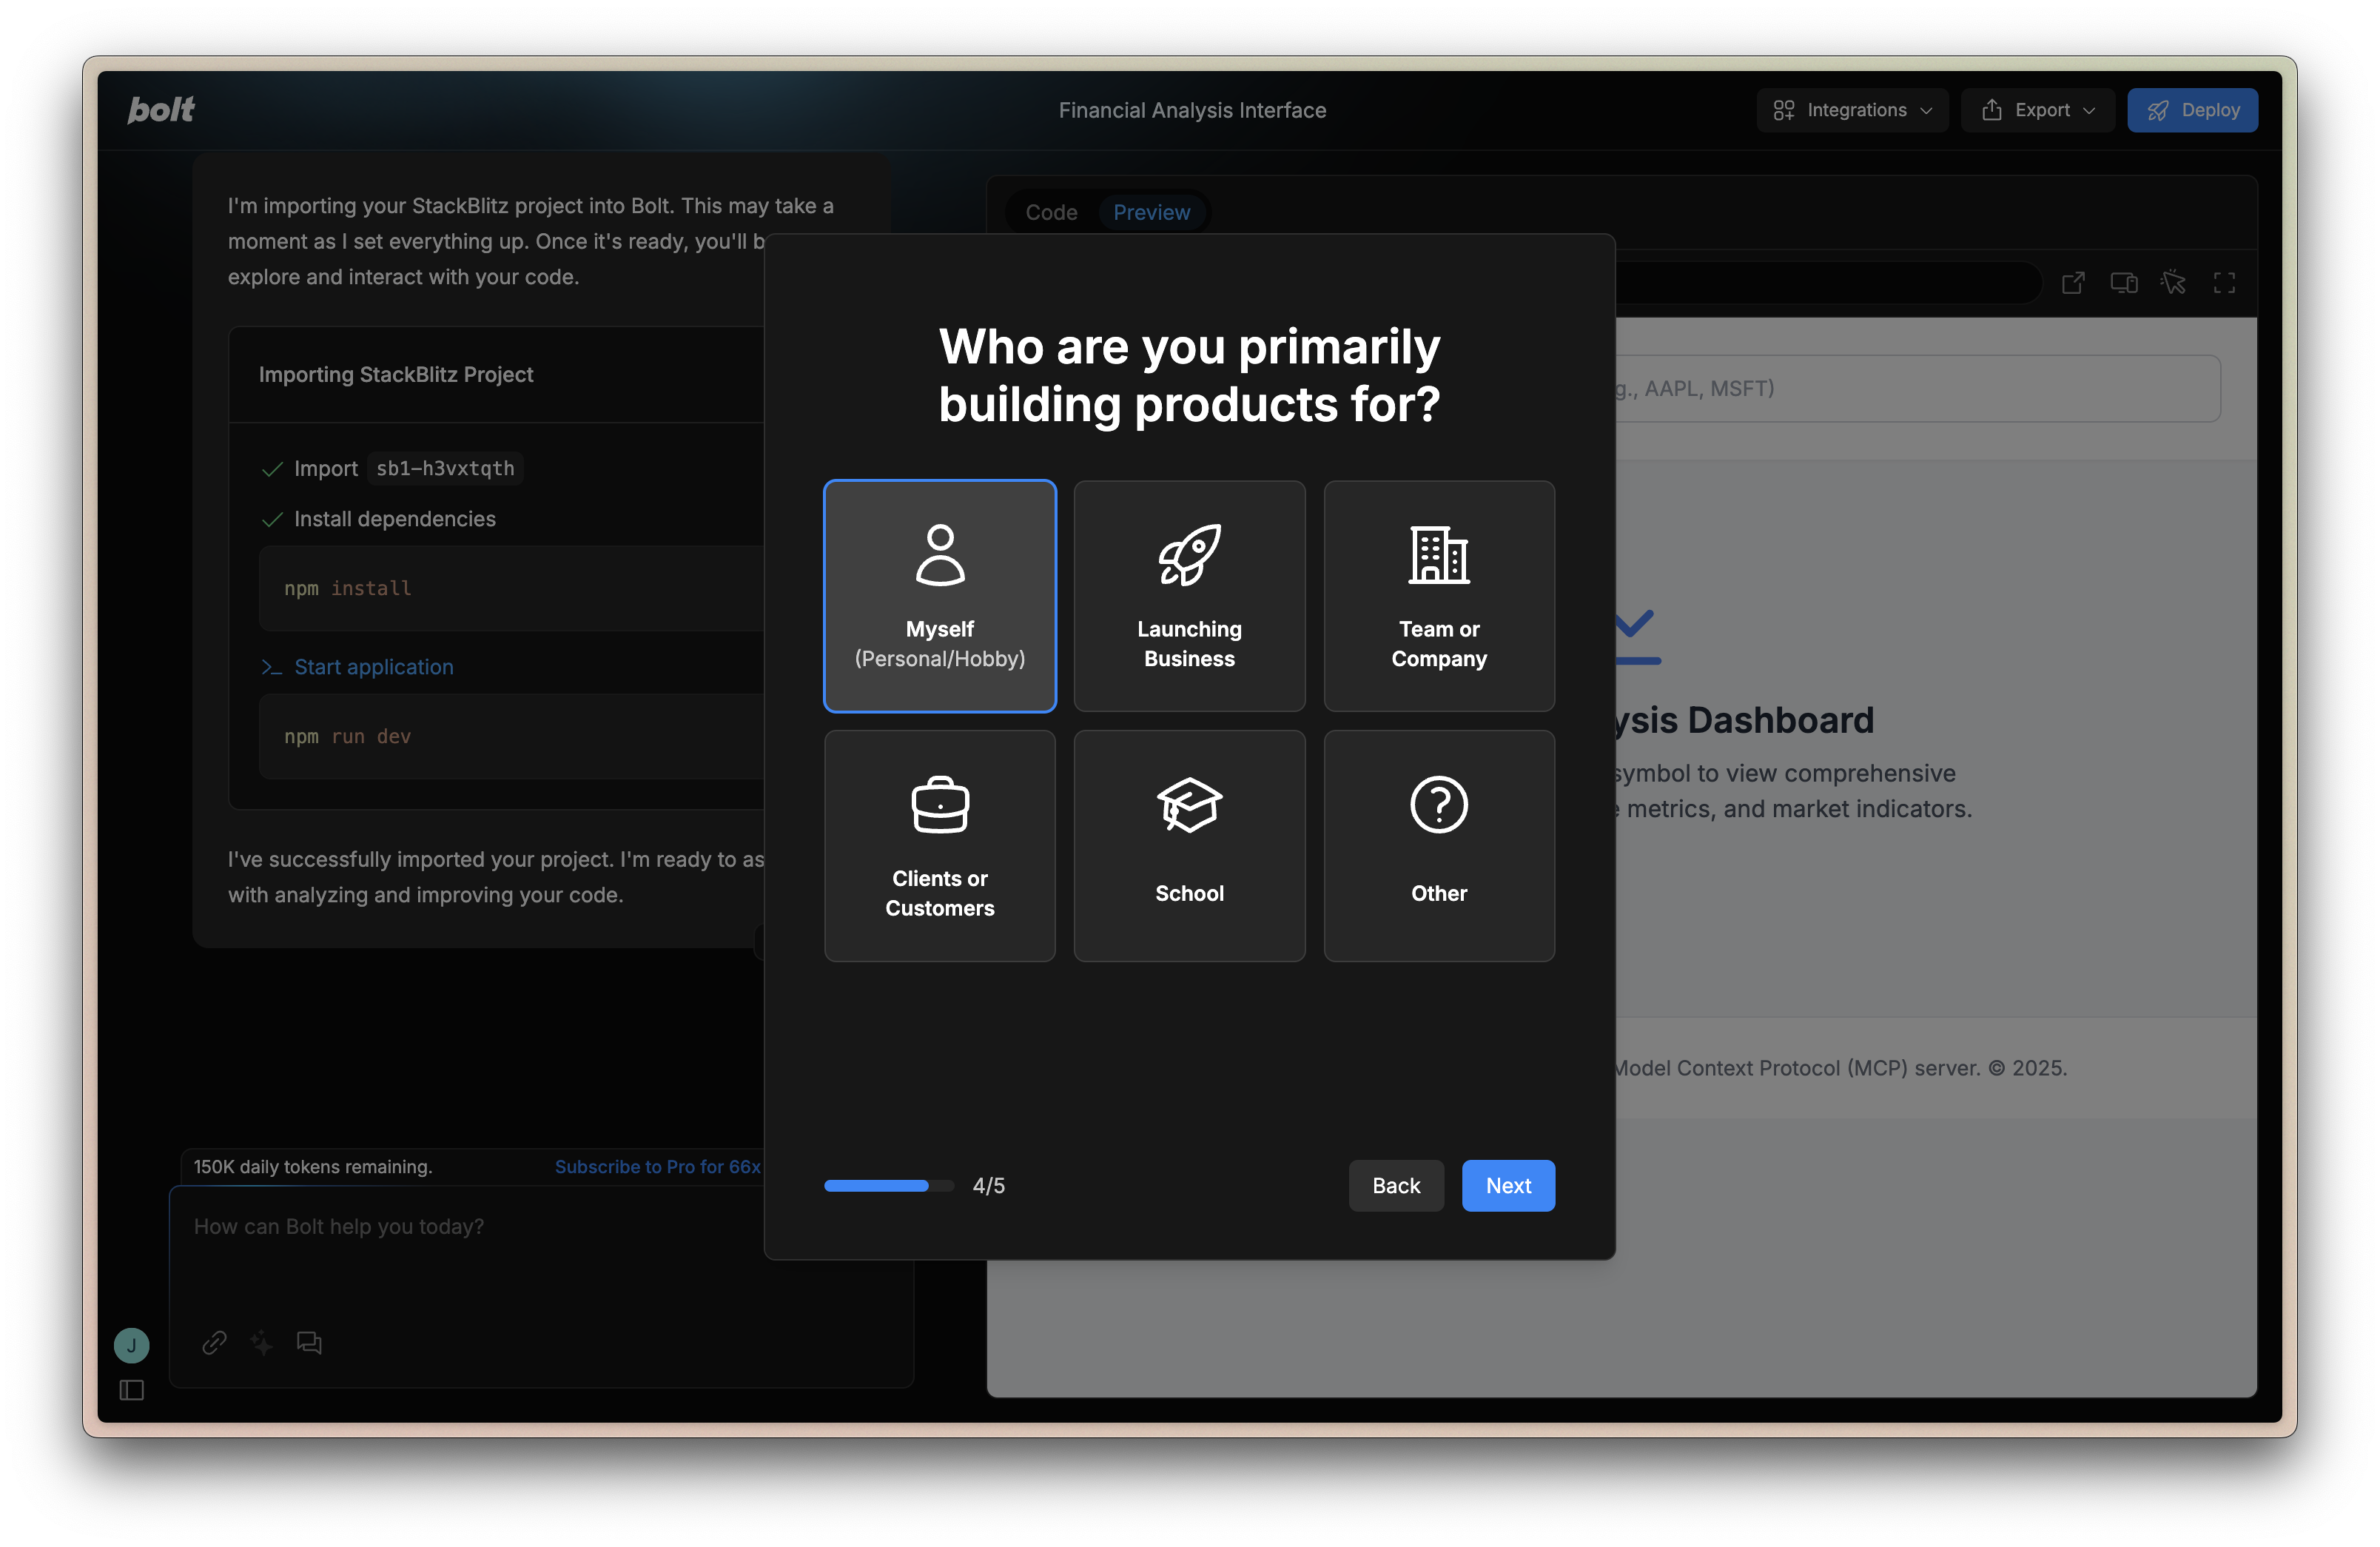 bolt
Financial Analysis Interface
Integrations
Export
Deploy
I'm importing your StackBlitz project into Bolt. This may take a
moment as I set everything up. Once it's ready, you'll
explore and interact with your code.
Importing StackBlitz Project
Import sb1-h3vxtqth
Install dependencies
npm install
Start application
npm run dev
I've successfully imported your project. I'm ready to
with analyzing and improving your code.
150K daily tokens remaining.
Subscribe to Pro for 66x
How can Bolt help you today?
J
Code
Preview
g., AAPL, MSFT)
ysis Dashboard
symbol to view comprehensive
metrics, and market indicators.
Model Context Protocol (MCP) server. © 2025.
Who are you primarily
building products for?
Myself
(Personal/Hobby)
Launching
Business
Team or
Company
Clients or
Customers
School
Other
4/5
Back
Next